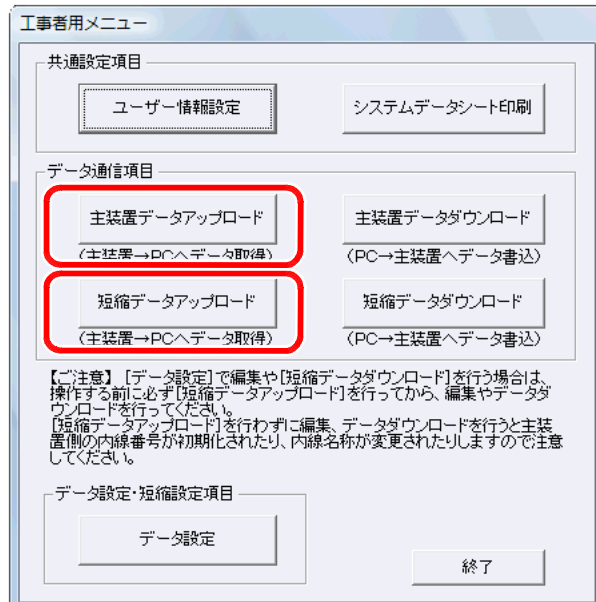 工事者用メニュー
共通設定項目
ユーザー情報設定
システムデータシート印刷
データ通信項目
主装置データアップロード
主装置データダウンロード
(主装置→PCへデータ取得)
(PC→主装置へデータ書込)
短縮データアップロード
短縮データダウンロード
(主装置→PCへデータ取得)
(PC→主装置へデータ書込)
【ご注意】 [データ設定]で編集や[短縮データダウンロード]を行う場合は、
操作する前に必ず[短縮データアップロード]を行ってから、編集やデータダ
ウンロードを行ってください。
[短縮データアップロード]を行わずに編集、データダウンロードを行うと主装
置側の内線番号が初期化されたり、内線名称が変更されたりしますので注意
してください。
データ設定・短縮設定項目
データ設定
終了